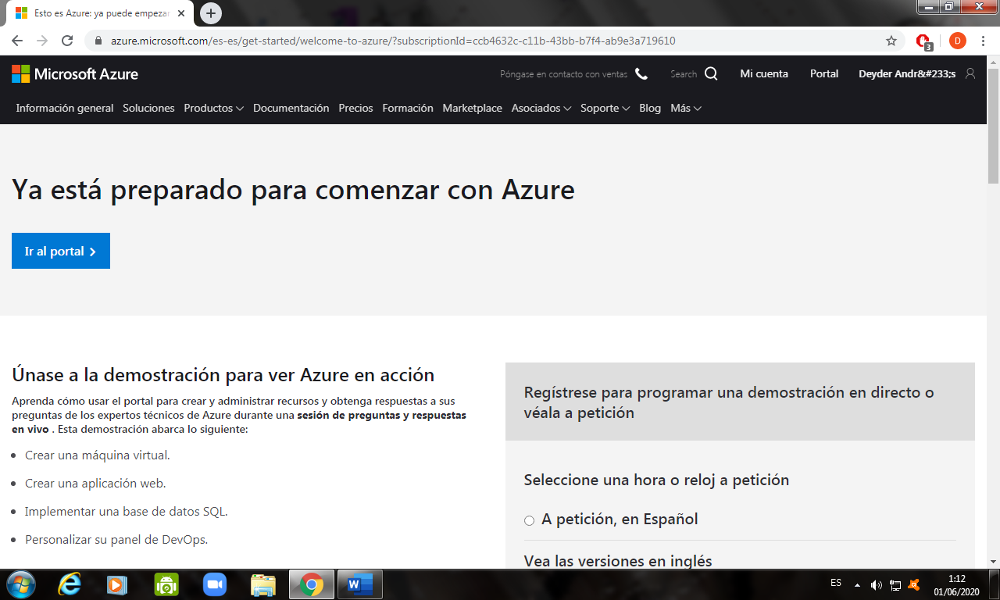 Esto es Azure: ya puede empezar
azure.microsoft.com/es-es/get-started/welcome-to-azure/?subscriptionId=ccb4632c-c11b-43bb-b7f4-ab9e3a719610
3
D
Microsoft Azure
Póngase en contacto con ventas
Search
Mi cuenta
Portal
Deyder Andr&#233;s
Información general Soluciones Productos Documentación Precios Formación Marketplace Asociados Soporte Blog Más
Ya está preparado para comenzar con Azure
Ir al portal
Únase a la demostración para ver Azure en acción
Aprenda cómo usar el portal para crear y administrar recursos y obtenga respuestas a sus
preguntas de los expertos técnicos de Azure durante una sesión de preguntas y respuestas
en vivo . Esta demostración abarca lo siguiente:
Crear una máquina virtual.
Crear una aplicación web.
Implementar una base de datos SQL.
Personalizar su panel de DevOps.
Regístrese para programar una demostración en directo o
véala a petición
Seleccione una hora o reloj a petición
A petición, en Español
Vea las versiones en inglés
W
ES
1:12
01/06/2020